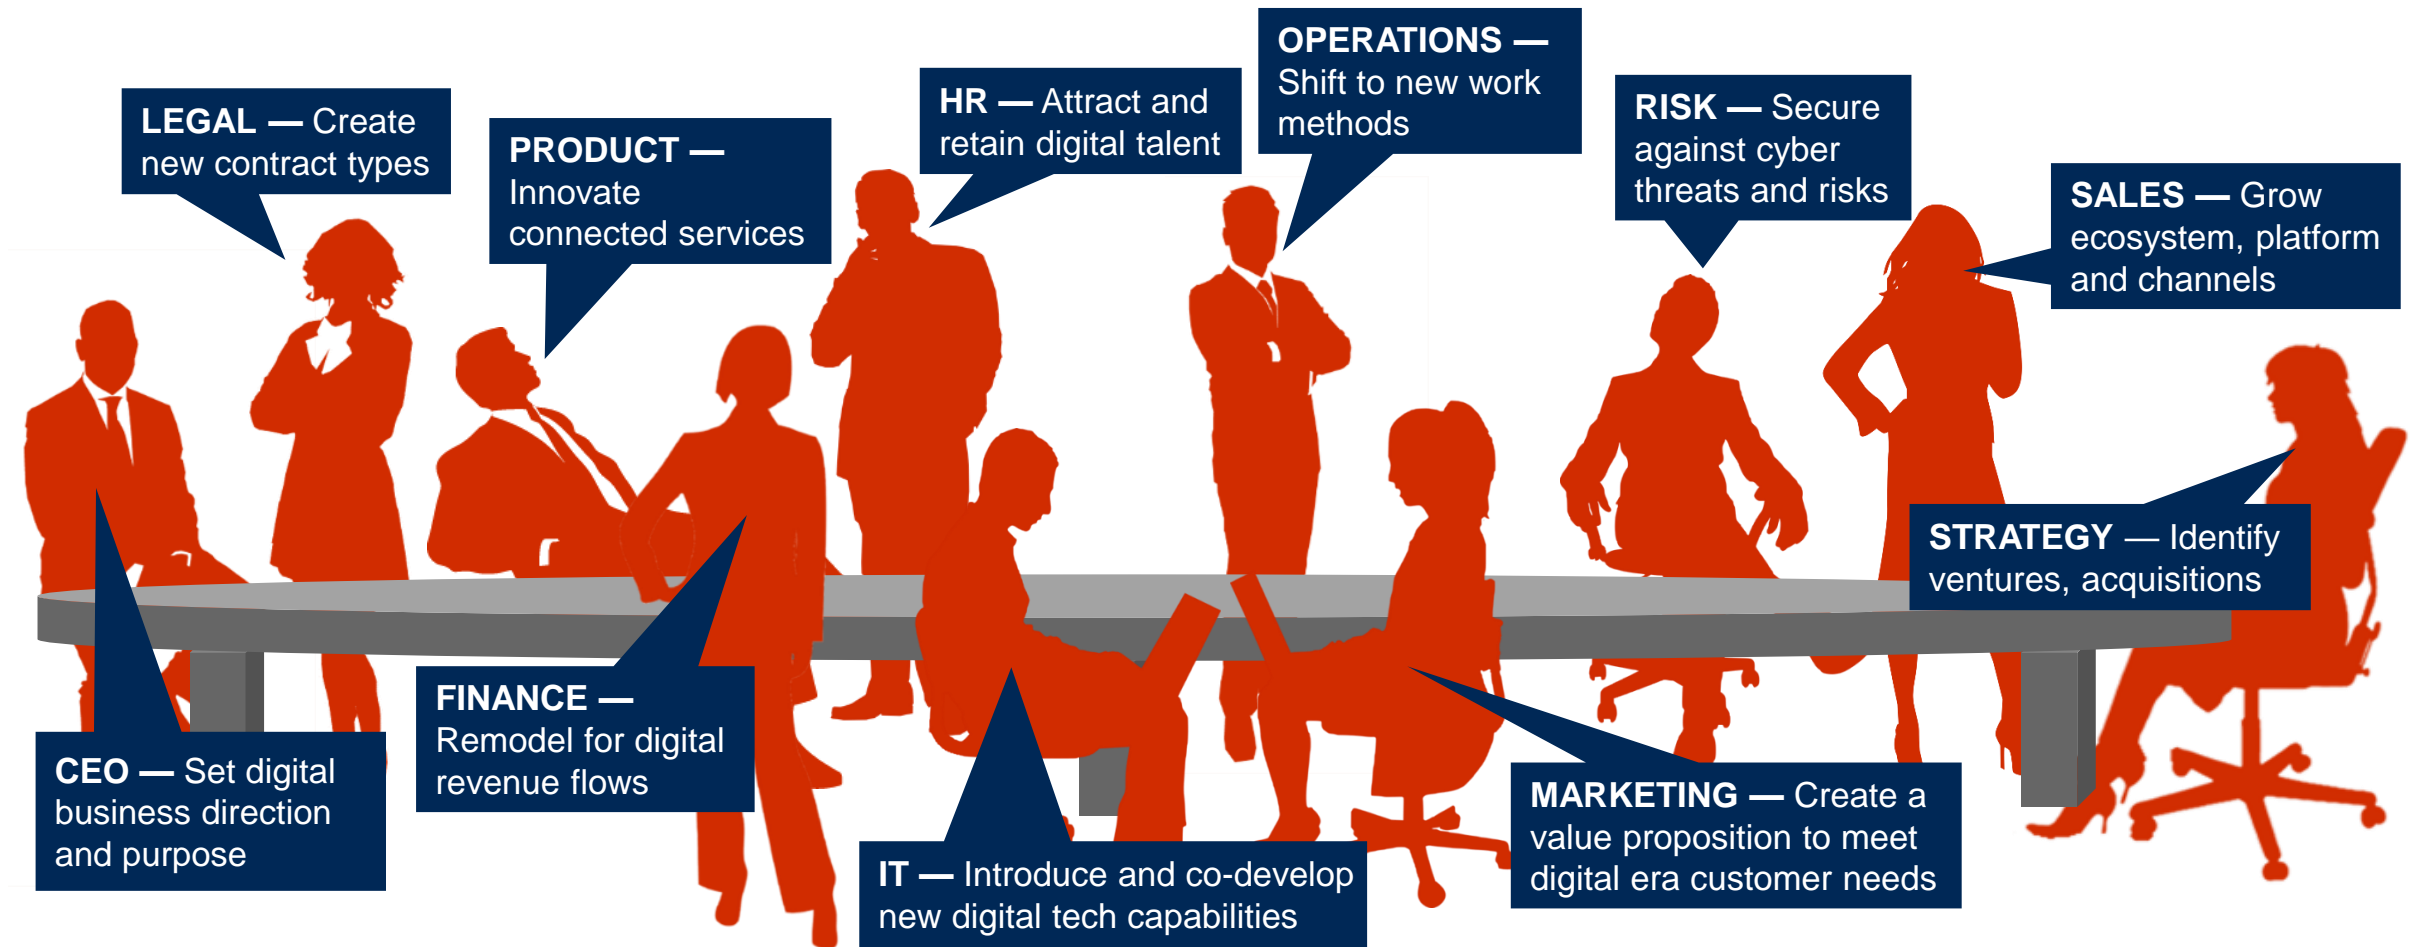 LEGAL — Create
new contract types
PRODUCT —
Innovate
connected services
HR — Attract and
retain digital talent
OPERATIONS —
Shift to new work
methods
RISK — Secure
against cyber
threats and risks
SALES — Grow
ecosystem, platform
and channels
CEO — Set digital
business direction
and purpose
FINANCE —
Remodel for digital
revenue flows
IT — Introduce and co-develop
new digital tech capabilities
MARKETING — Create a
value proposition to meet
digital era customer needs
STRATEGY — Identify
ventures, acquisitions